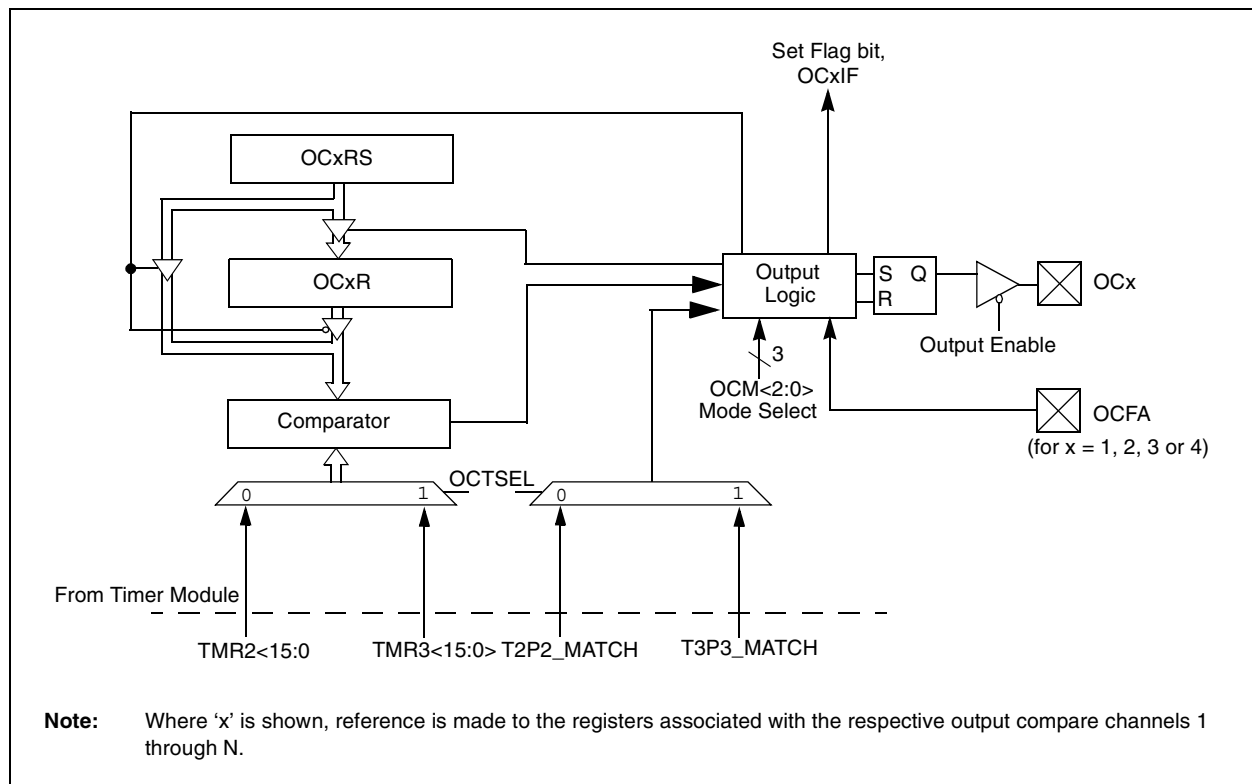 Set Flag bit,
OCxIF
OCxRS
OCxR
Output
Logic
S Q
R
OCx
Output Enable
3
OCM<2:0>
Mode Select
Comparator
OCFA
(for x = 1, 2, 3 or 4)
OCTSEL
0 1
0 1
From Timer Module
TMR2<15:0 TMR3<15:0> T2P2_MATCH T3P3_MATCH
Note: Where ‘x’ is shown, reference is made to the registers associated with the respective output compare channels 1
through N.